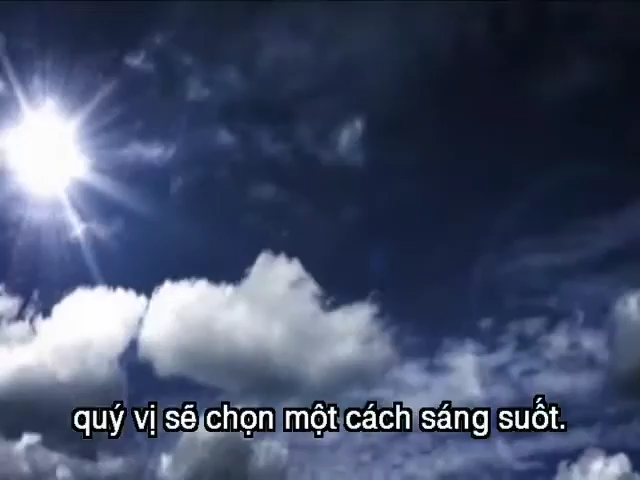 quý vị sẽ chọn một cách sáng suốt.